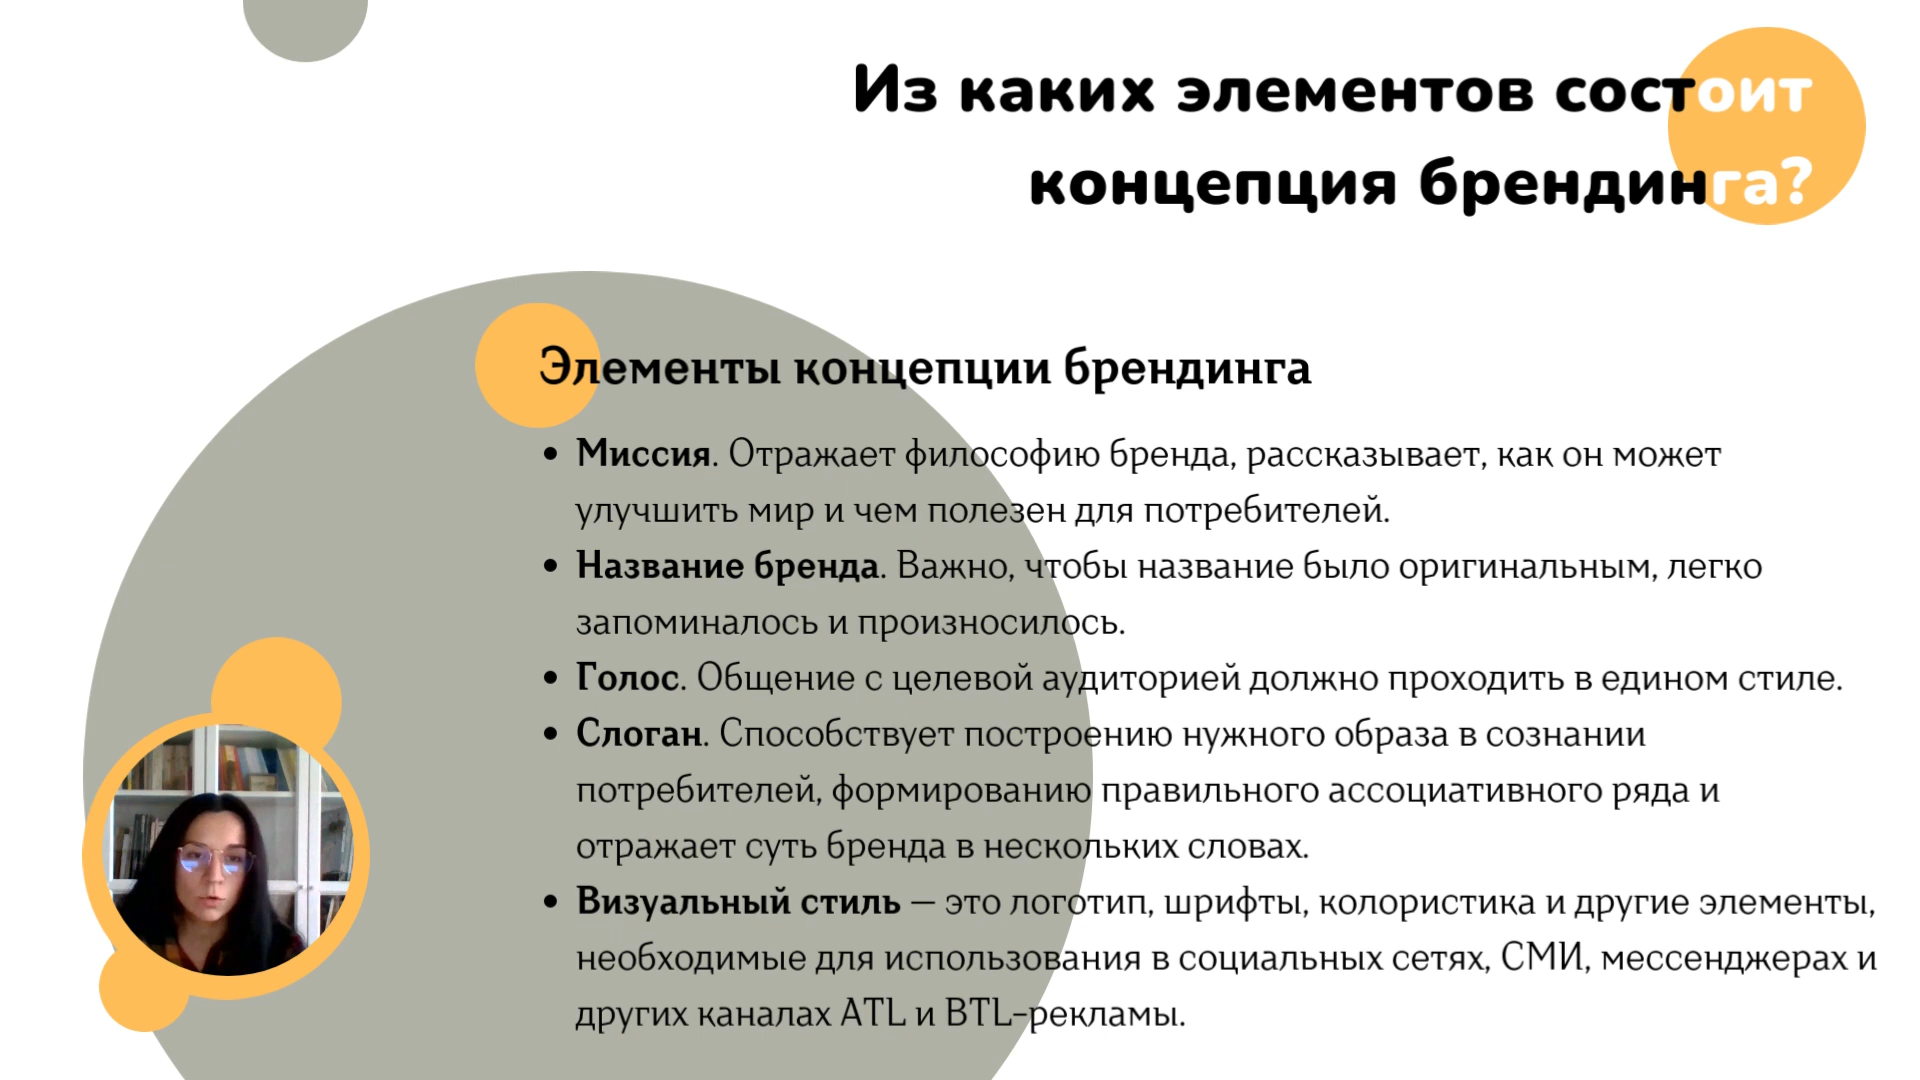 Из каких элементов состоит
концепция брендинга?
Элементы концепции брендинга
• Миссия. Отражает философию бренда, рассказывает, как он может
улучшить мир и чем полезен для потребителей.
• Название бренда. Важно, чтобы название было оригинальным, легко
запоминалось и произносилось.
• Голос. Общение с целевой аудиторией должно проходить в едином стиле.
• Слоган. Способствует построению нужного образа в сознании
потребителей, формированию правильного ассоциативного ряда и
отражает суть бренда в нескольких словах.
• Визуальный стиль — это логотип, шрифты, колористика и другие элементы,
необходимые для использования в социальных сетях, СМИ, мессенджерах и
других каналах ATL и BTL-рекламы.